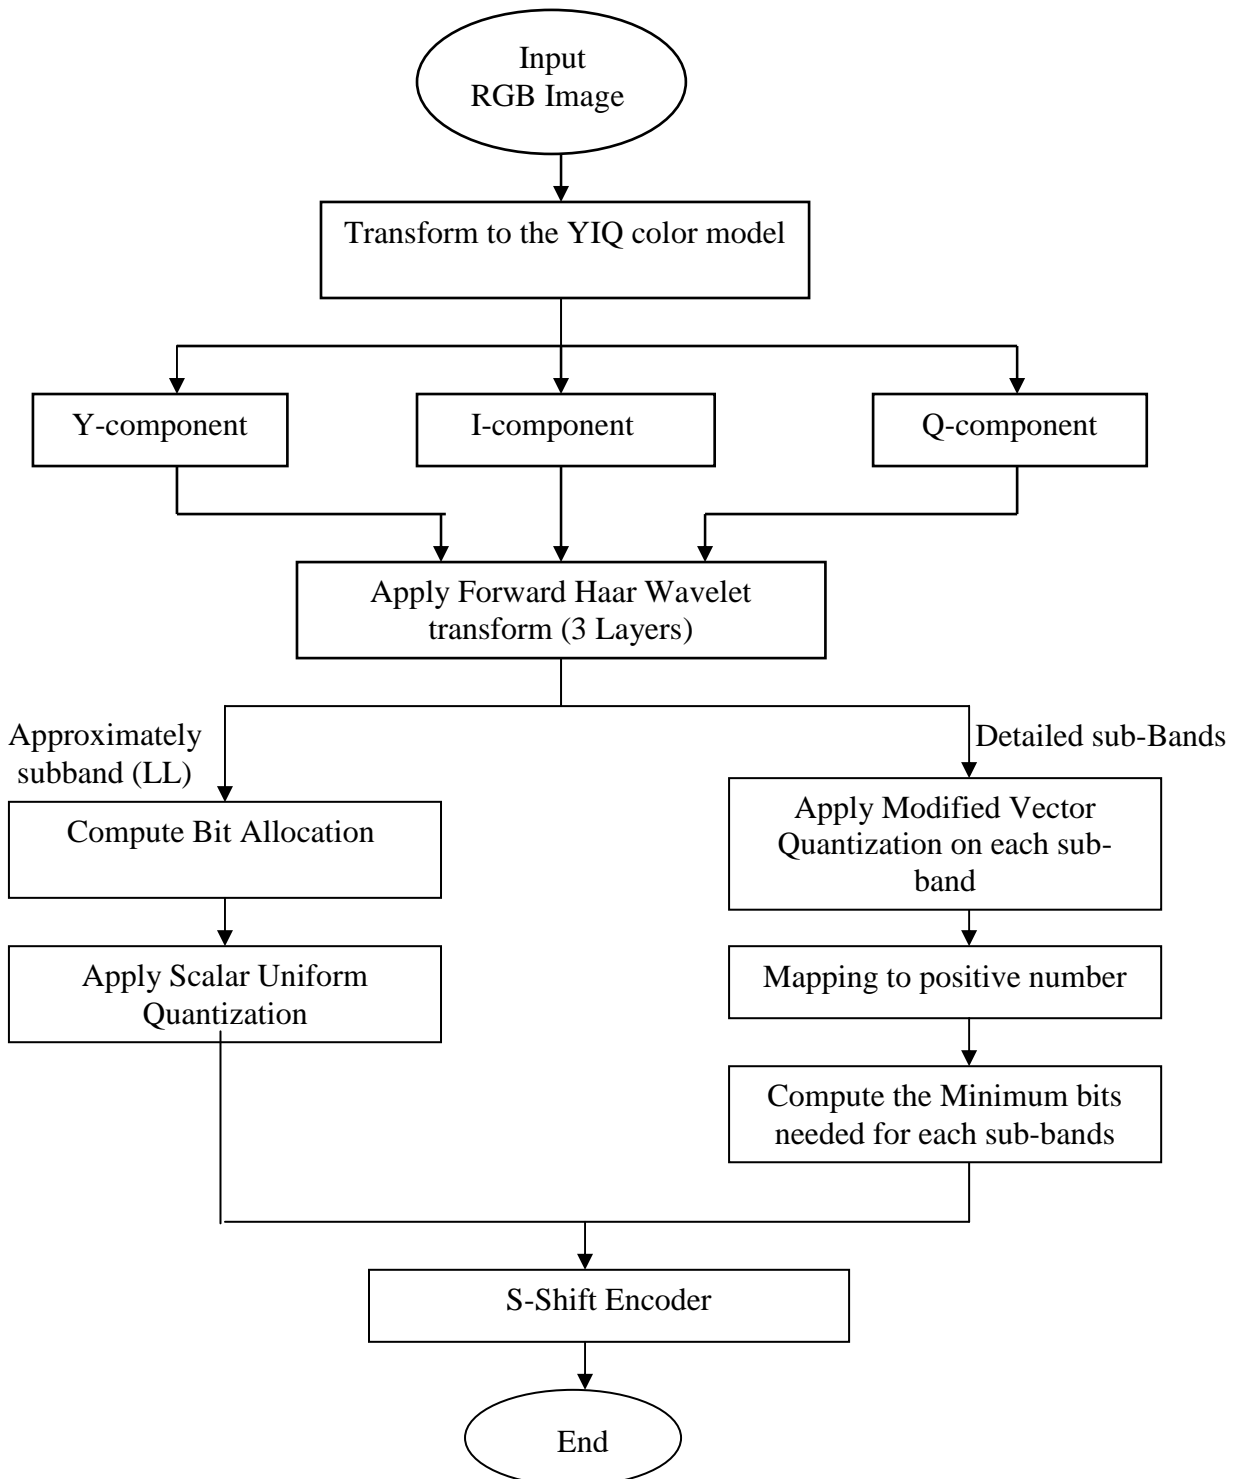 Input
RGB Image
Transform to the YIQ color model
Y-component
I-component
Q-component
Apply Forward Haar Wavelet
transform (3 Layers)
Approximately
subband (LL)
Detailed sub-Bands
Compute Bit Allocation
Apply Modified Vector
Quantization on each sub-
band
Apply Scalar Uniform
Quantization
Mapping to positive number
Compute the Minimum bits
needed for each sub-bands
S-Shift Encoder
End